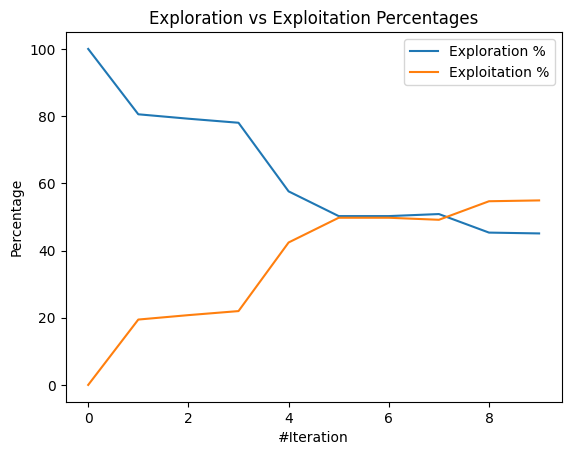 Exploration vs Exploitation Percentages
Exploration %
Exploitation %
Percentage
100
80
60
40
20
0
0 2 4 6 8
#Iteration